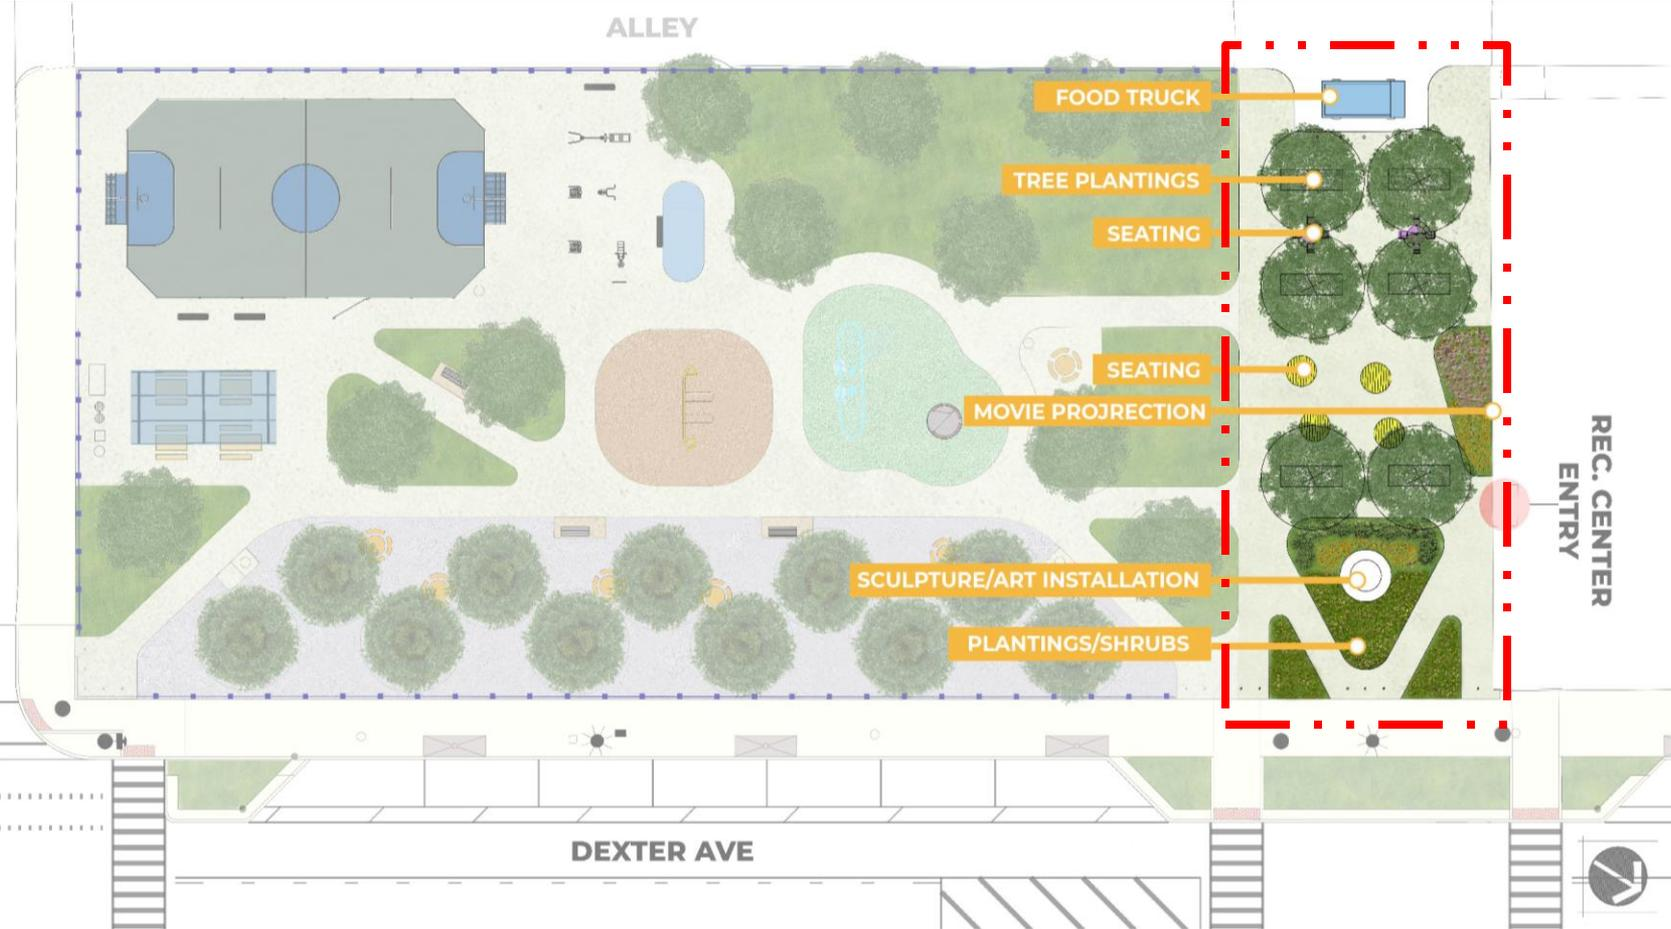 ALLEY
FOOD TRUCK
TREE PLANTINGS
SEATING
SEATING
MOVIE PROJRECTION
REC. CENTER
ENTRY
SCULPTURE/ART INSTALLATION
PLANTINGS/SHRUBS
DEXTER AVE